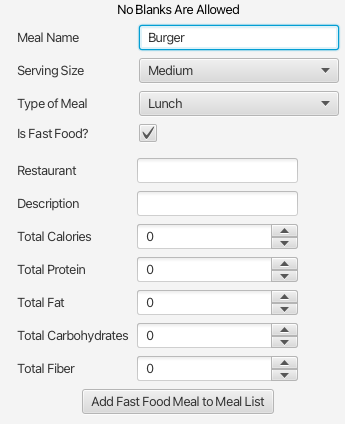 No Blanks Are Allowed
Meal Name Burger
Serving Size Medium
Type of Meal Lunch
Is Fast Food?
Restaurant
Description
Total Calories 0
Total Protein 0
Total Fat 0
Total Carbohydrates 0
Total Fiber 0
Add Fast Food Meal to Meal List